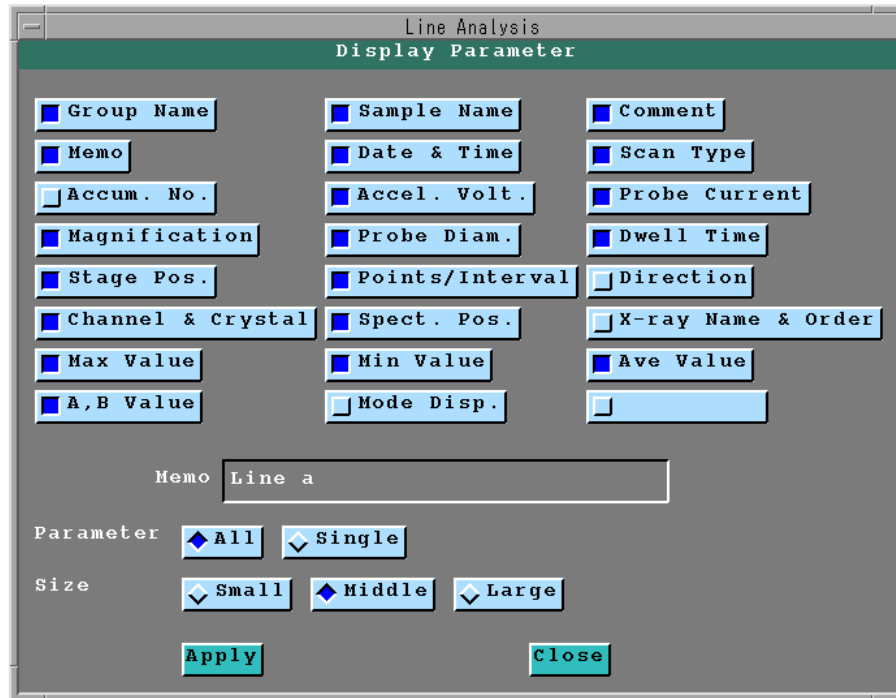 Line Analysis
Display Parameter
Group Name Sample Name Comment
Memo Date & Time Scan Type
Accum. No. Accel. Volt. Probe Current
Magnification Probe Diam. Dwell Time
Stage Pos. Points/Interval Direction
Channel & Crystal Spect. Pos. X-ray Name & Order
Max Value Min Value Ave Value
A,B Value Mode Disp.
Memo Line a
Parameter All Single
Size Small Middle Large
Apply Close